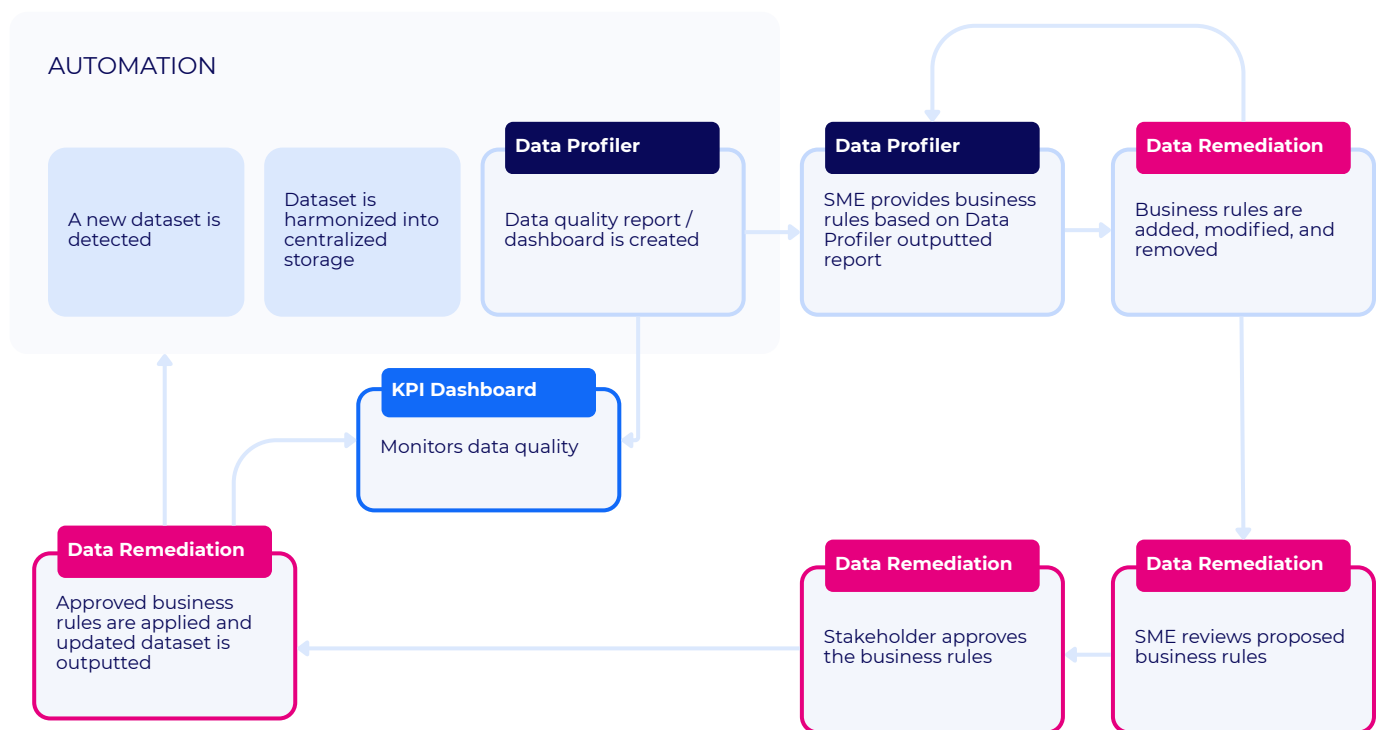 AUTOMATION
A new dataset is
detected
Dataset is
harmonized into
centralized
storage
Data Profiler
Data quality report /
dashboard is created
Data Profiler
SME provides business
rules based on Data
Profiler outputted
report
Data Remediation
Business rules are
added, modified, and
removed
KPI Dashboard
Monitors data quality
Data Remediation
Approved business
rules are applied and
updated dataset is
outputted
Data Remediation
Stakeholder approves
the business rules
Data Remediation
SME reviews proposed
business rules